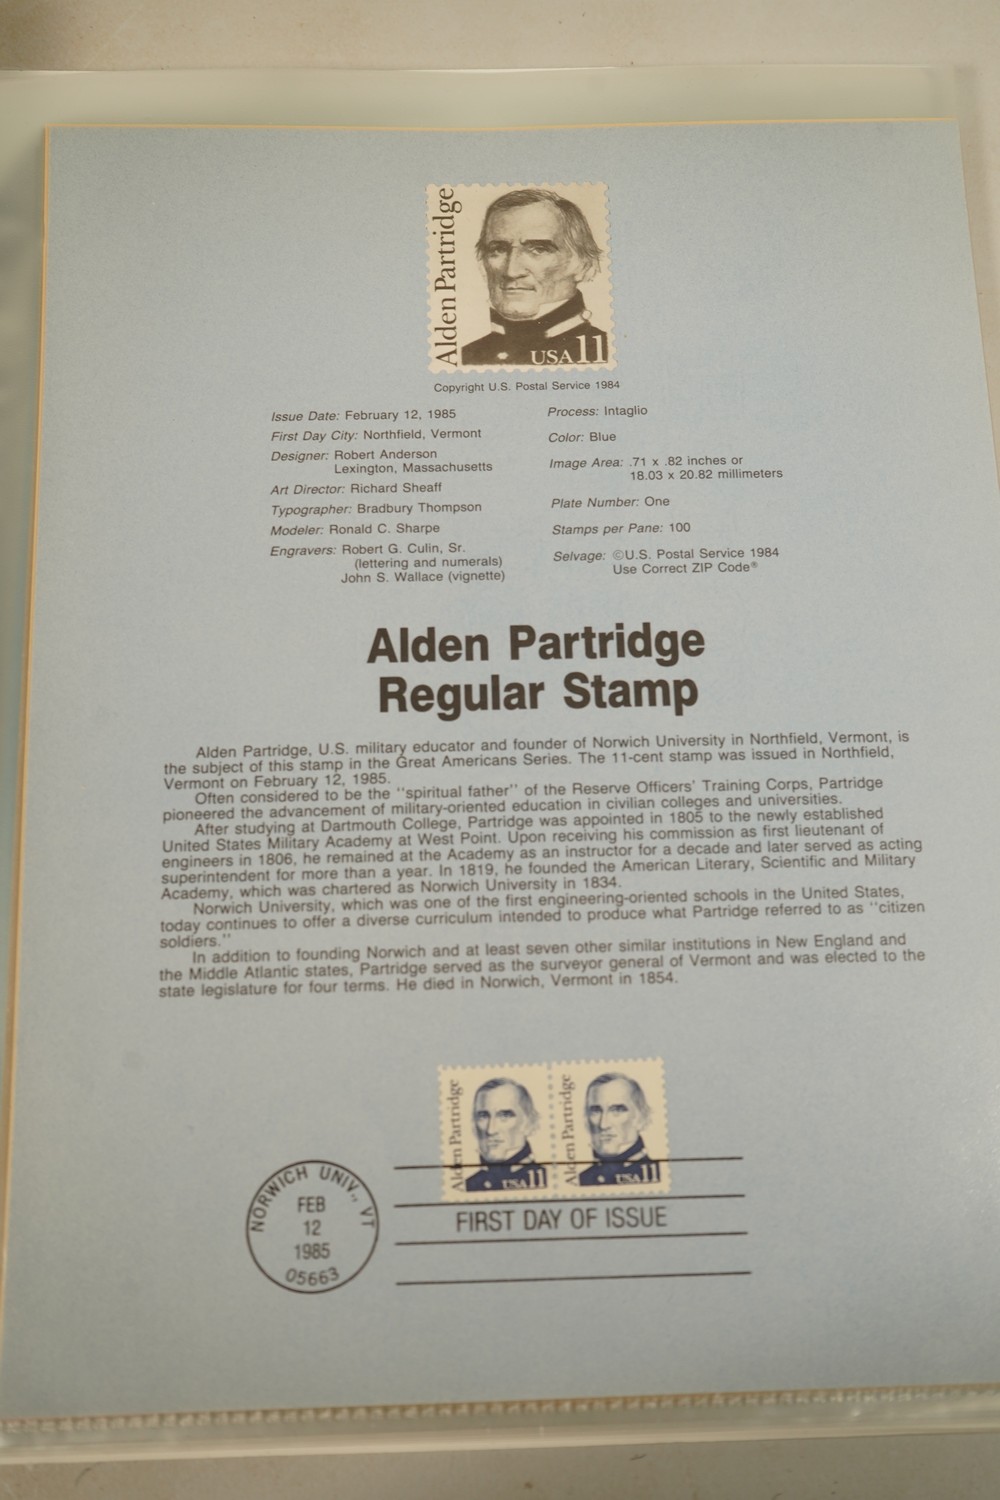 Alden Partridge
USA 11
Copyright U.S. Postal Service 1984
Issue Date: February 12, 1985
First Day City: Northfield, Vermont
Designer: Robert Anderson
Lexington, Massachusetts
Art Director: Richard Sheaff
Typographer: Bradbury Thompson
Modeler: Ronald C. Sharpe
Engravers: Robert G. Culin, Sr.
(lettering and numerals)
John S. Wallace (vignette)
Process: Intaglio
Color: Blue
Image Area: .71 x .82 inches or
18.03 x 20.82 millimeters
Plate Number: One
Stamps per Pane: 100
Selvage: ©U.S. Postal Service 1984
Use Correct ZIP Code®
Alden Partridge
Regular Stamp
Alden Partridge, U.S. military educator and founder of Norwich University in Northfield, Vermont, is
the subject of this stamp in the Great Americans Series. The 11-cent stamp was issued in Northfield,
Vermont on February 12, 1985.
Often considered to be the "spiritual father" of the Reserve Officers' Training Corps, Partridge
pioneered the advancement of military-oriented education in civilian colleges and universities.
After studying at Dartmouth College, Partridge was appointed in 1805 to the newly established
United States Military Academy at West Point. Upon receiving his commission as first lieutenant of
engineers in 1806, he remained at the Academy as an instructor for a decade and later served as acting
superintendent for more than a year. In 1819, he founded the American Literary, Scientific and Military
Academy, which was chartered as Norwich University in 1834.
Norwich University, which was one of the first engineering-oriented schools in the United States,
today continues to offer a diverse curriculum intended to produce what Partridge referred to as "citizen
soldiers."
In addition to founding Norwich and at least seven other similar institutions in New England and
the Middle Atlantic states, Partridge served as the surveyor general of Vermont and was elected to the
state legislature for four terms. He died in Norwich, Vermont in 1854.
Alden Partridge
USA 11
Alden Partridge
USA 11
NORWICH UNIV., VT
FEB
12
1985
05663
FIRST DAY OF ISSUE